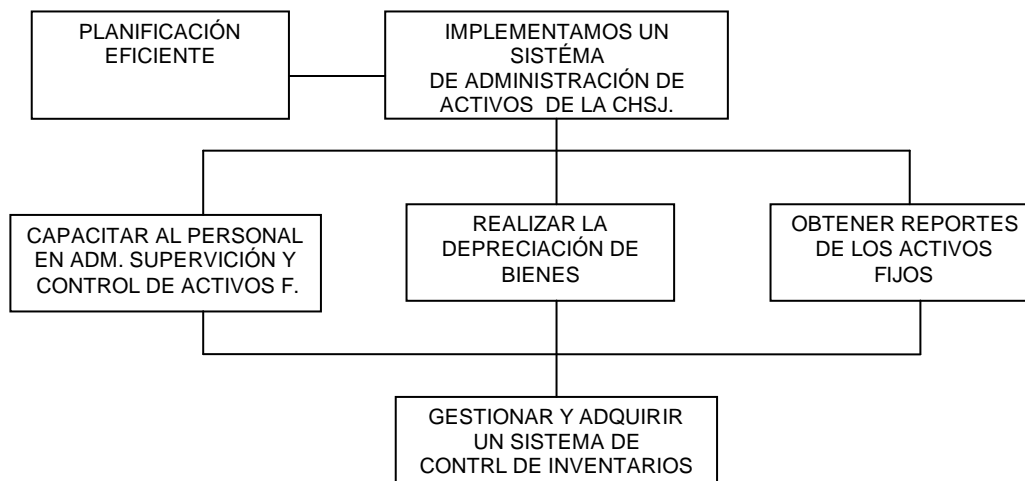 PLANIFICACIÓN
EFICIENTE
IMPLEMENTAMOS UN
SISTÉMA
DE ADMINISTRACIÓN DE
ACTIVOS DE LA CHSJ.
CAPACITAR AL PERSONAL
EN ADM. SUPERVICIÓN Y
CONTROL DE ACTIVOS F.
REALIZAR LA
DEPRECIACIÓN DE
BIENES
OBTENER REPORTES
DE LOS ACTIVOS
FIJOS
GESTIONAR Y ADQUIRIR
UN SISTEMA DE
CONTRL DE INVENTARIOS